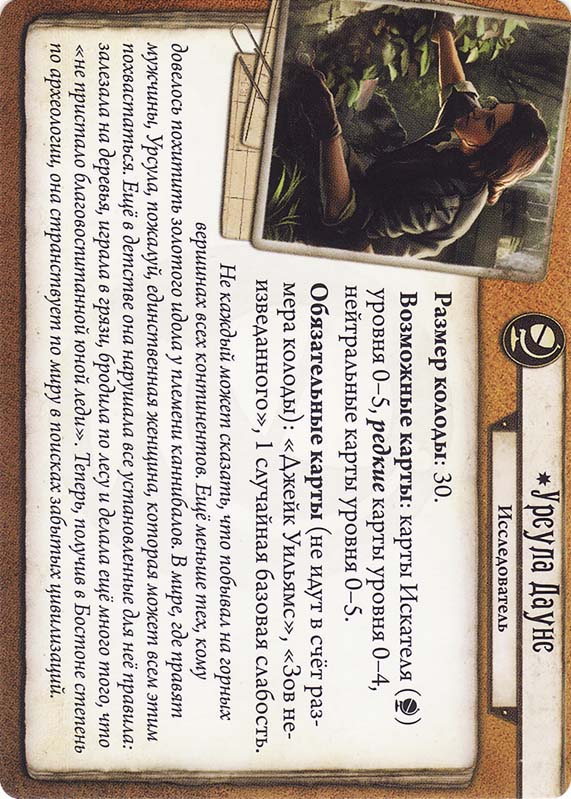 Урсула Даунс
Исследователь
Размер колоды: 30.
Возможные карты: карты Искателя ( )
уровня 0–5, редкие карты уровня 0–4,
нейтральные карты уровня 0–5.
Обязательные карты (не идут в счёт раз-
мера колоды): «Джейк Уильямс», «Зов не-
изведанного», 1 случайная базовая слабость.
Не каждый может сказать, что побывал на горных
вершинах всех континентов. Ещё меньше тех, кому
довелось похитить золотого идола у племени каннибалов. В мире, где правят
мужчины, Урсула, пожалуй, единственная женщина, которая может всем этим
похвастаться. Ещё в детстве она нарушала все установленные для неё правила:
залезала на деревья, играла в грязи, бродила по лесу и делала ещё много того, что
«не пристало благовоспитанной юной леди». Теперь, получив в Бостоне степень
по археологии, она странствует по миру в поисках забытых цивилизаций.